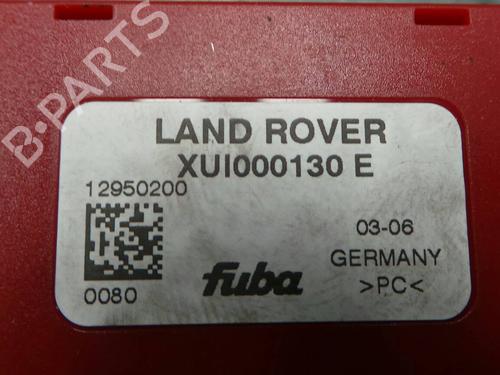 B-PARTS
LAND ROVER
XUI000130 E
12950200
03-06
GERMANY
0080
fuba
>PC<